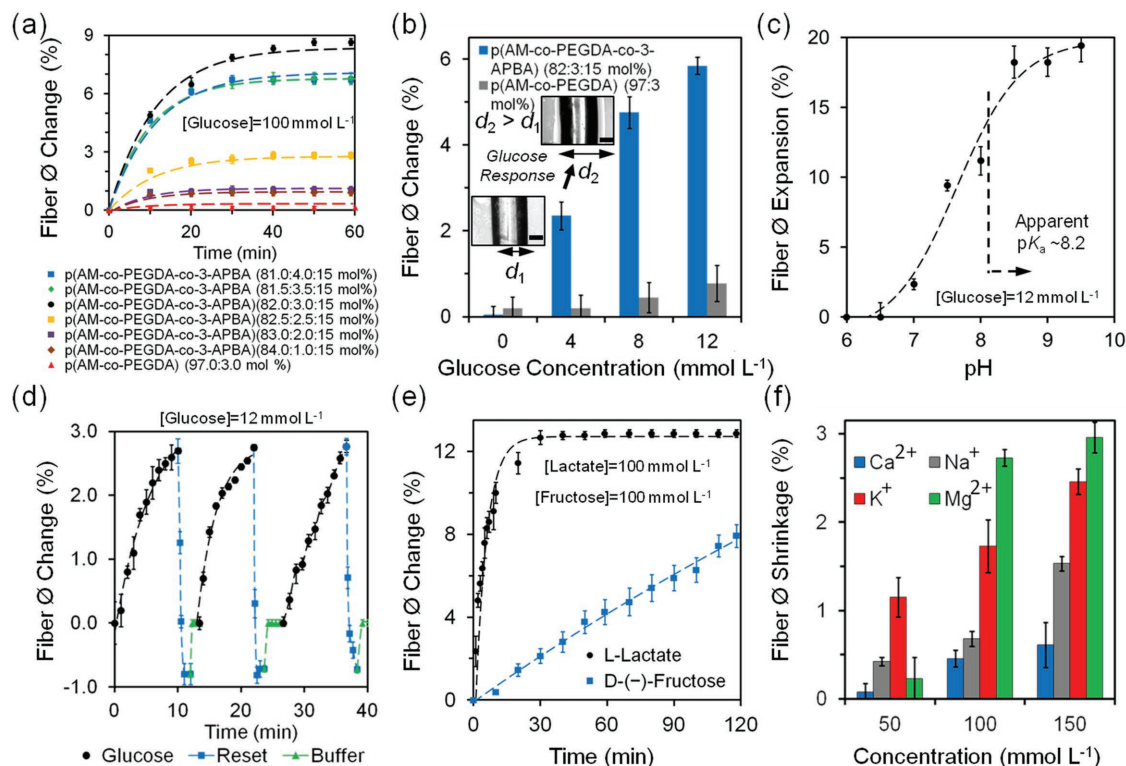 (a)
Fiber Ø Change (%)
9
6
3
0
[Glucose]=100 mmol L⁻¹
0 10 20 30 40 50 60
Time (min)
p(AM-co-PEGDA-co-3-APBA) (81.0:4.0:15 mol%)
p(AM-co-PEGDA-co-3-APBA) (81.5:3.5:15 mol%)
p(AM-co-PEGDA-co-3-APBA)(82.0:3.0:15 mol%)
p(AM-co-PEGDA-co-3-APBA)(82.5:2.5:15 mol%)
p(AM-co-PEGDA-co-3-APBA)(83.0:2.0:15 mol%)
p(AM-co-PEGDA-co-3-APBA)(84.0:1.0:15 mol%)
p(AM-co-PEGDA) (97.0:3.0 mol %)
(b)
Fiber Ø Change (%)
6
4
2
0
p(AM-co-PEGDA-co-3-
APBA) (82:3:15 mol%)
p(AM-co-PEGDA) (97:3
mol%)
d₂ > d₁
Glucose
Response
d₂
d₁
0 4 8 12
Glucose Concentration (mmol L⁻¹)
(c)
Fiber Ø Expansion (%)
20
15
10
5
0
Apparent
pKₐ ~8.2
[Glucose]=12 mmol L⁻¹
6 7 8 9 10
pH
(d)
[Glucose]=12 mmol L⁻¹
Fiber Ø Change (%)
3.0
2.0
1.0
0.0
-1.0
0 10 20 30 40
Time (min)
Glucose Reset Buffer
(e)
Fiber Ø Change (%)
12
8
4
0
[Lactate]=100 mmol L⁻¹
[Fructose]=100 mmol L⁻¹
L-Lactate
D-(−)-Fructose
0 30 60 90 120
Time (min)
(f)
Fiber Ø Shrinkage (%)
3
2
1
0
Ca²⁺ Na⁺
K⁺ Mg²⁺
50 100 150
Concentration (mmol L⁻¹)